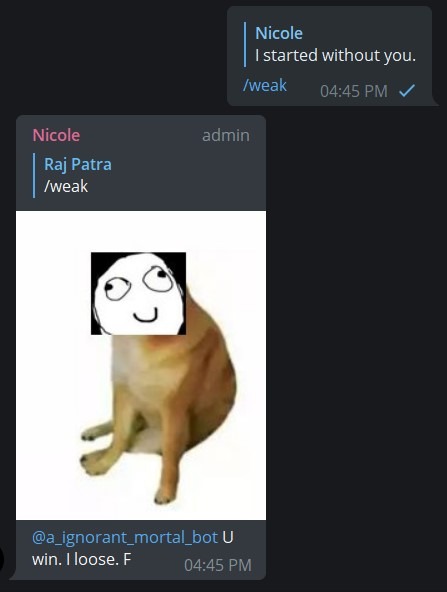 Nicole
I started without you.
/weak 04:45 PM
Nicole admin
Raj Patra
/weak
@a_ignorant_mortal_bot U
win. I loose. F 04:45 PM